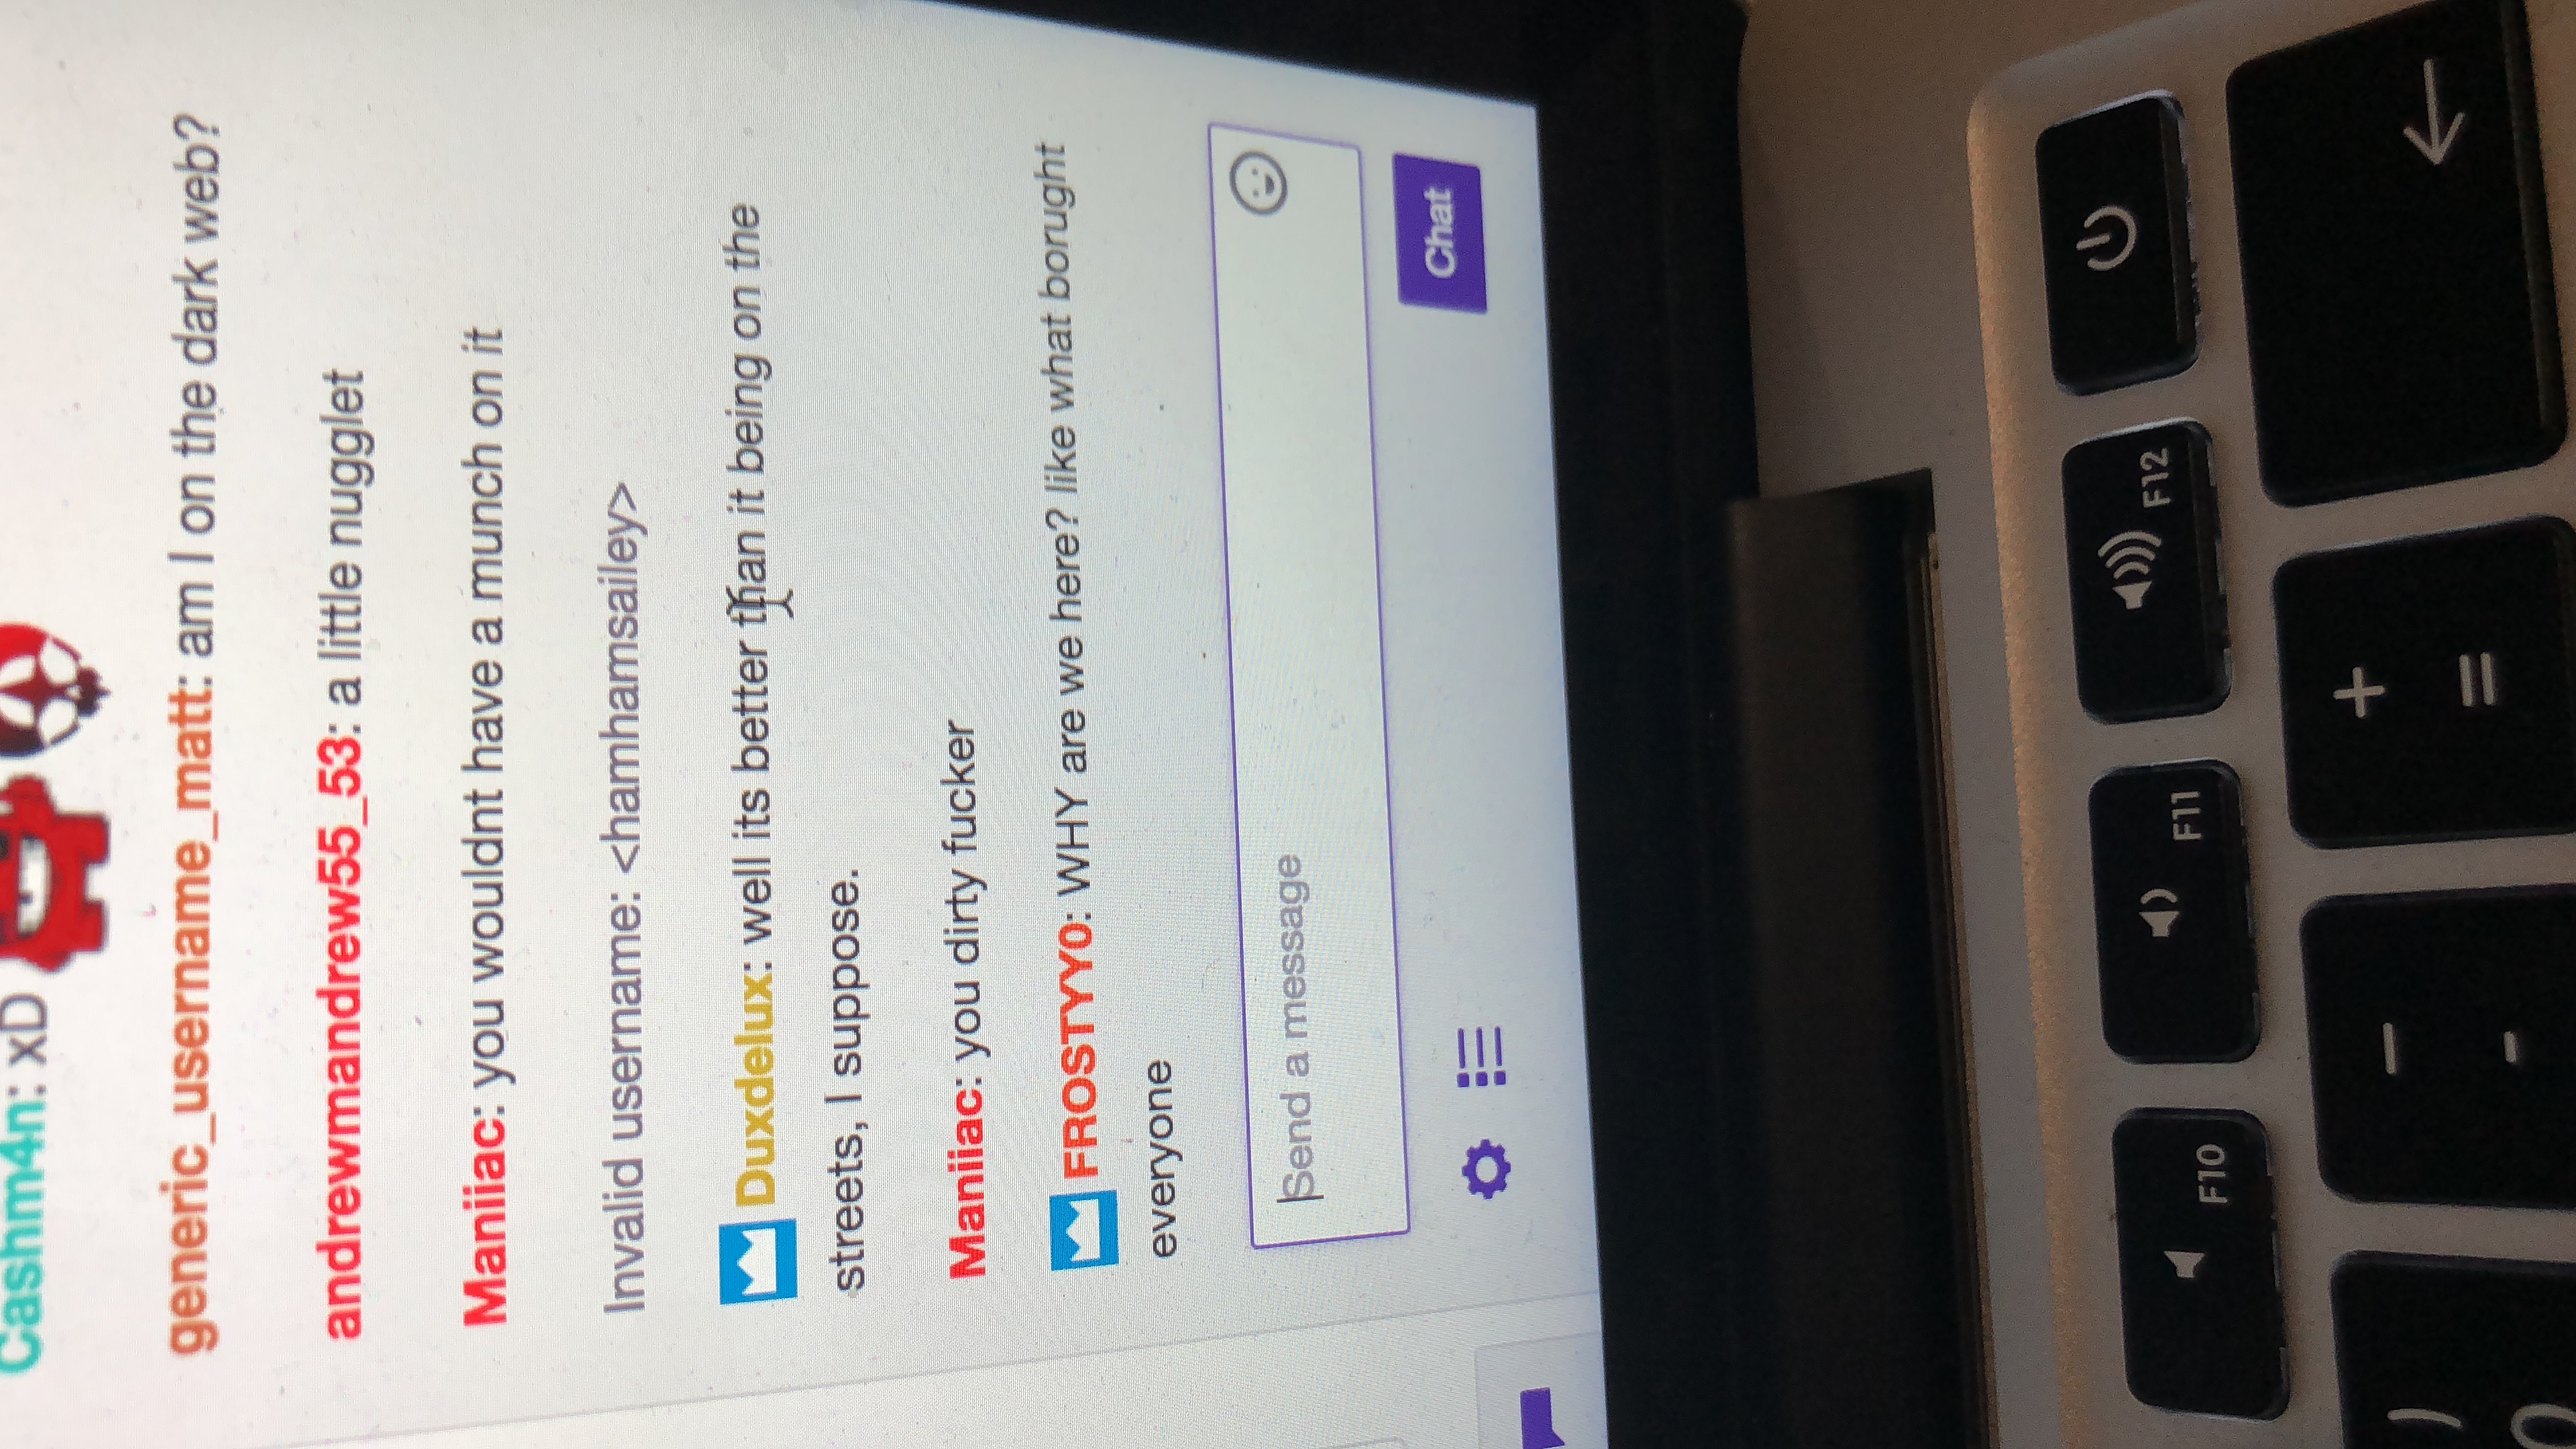 Cashm4n: xD
generic_username_matt: am I on the dark web?
andrewmandrew55_53: a little nugglet
Maniiac: you wouldnt have a munch on it
Invalid username: <hamhamsailey>
Duxdelux: well its better than it being on the
streets, I suppose.
Maniiac: you dirty fucker
FROSTYY0: WHY are we here? like what borught
everyone
Send a message
Chat
F10
F11
F12
)
0
—
-
+
=